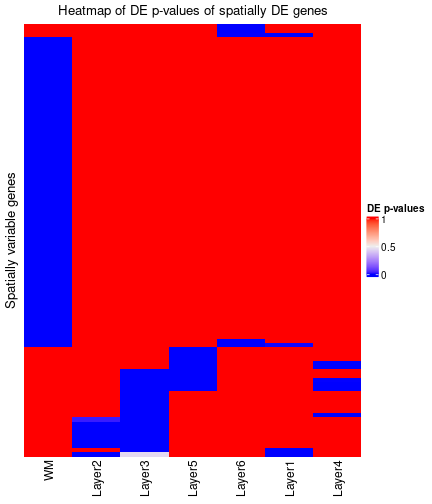 Heatmap of DE p-values of spatially DE genes
Spatially variable genes
DE p-values
1
0.5
0
WM
Layer2
Layer3
Layer5
Layer6
Layer1
Layer4